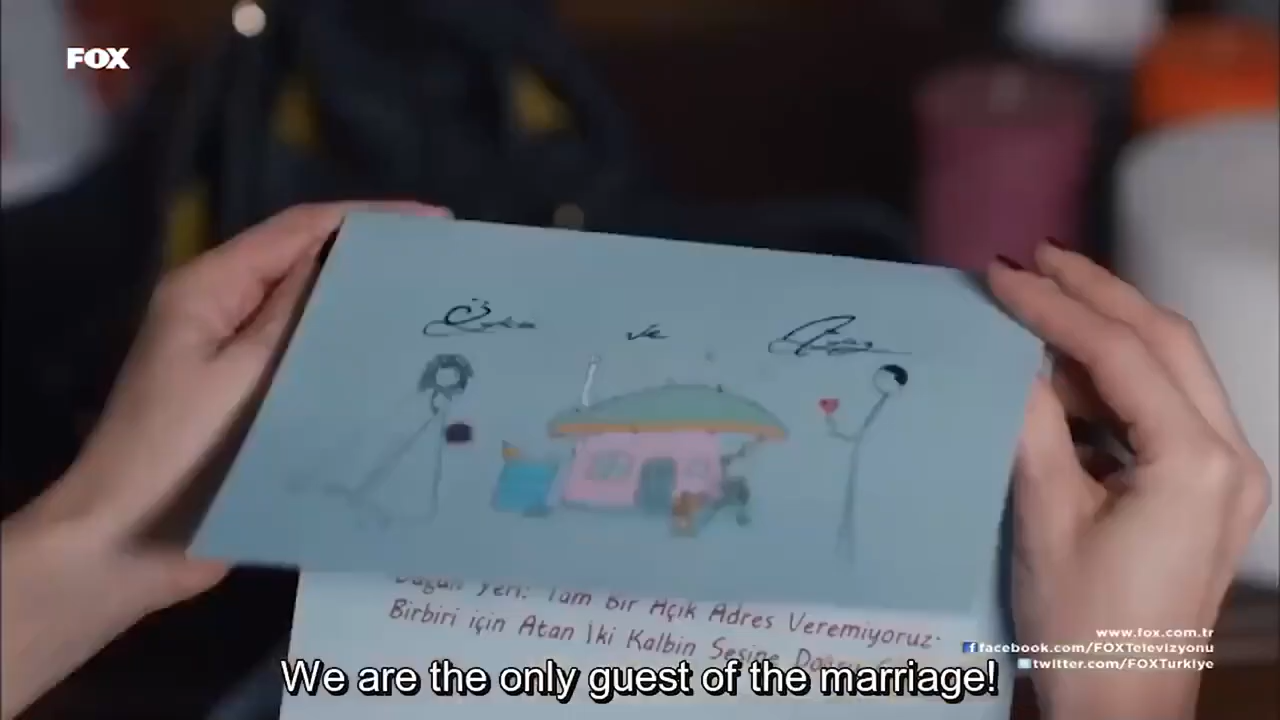 FOX
ve
Düğün Yeri: Tam Bir Açık Adres Veremiyoruz.
Birbiri için Atan İki Kalbin Sesine Doğru
www.fox.com.tr
facebook.com/FOXTelevizyonu
twitter.com/FOXTurkiye
We are the only guest of the marriage!